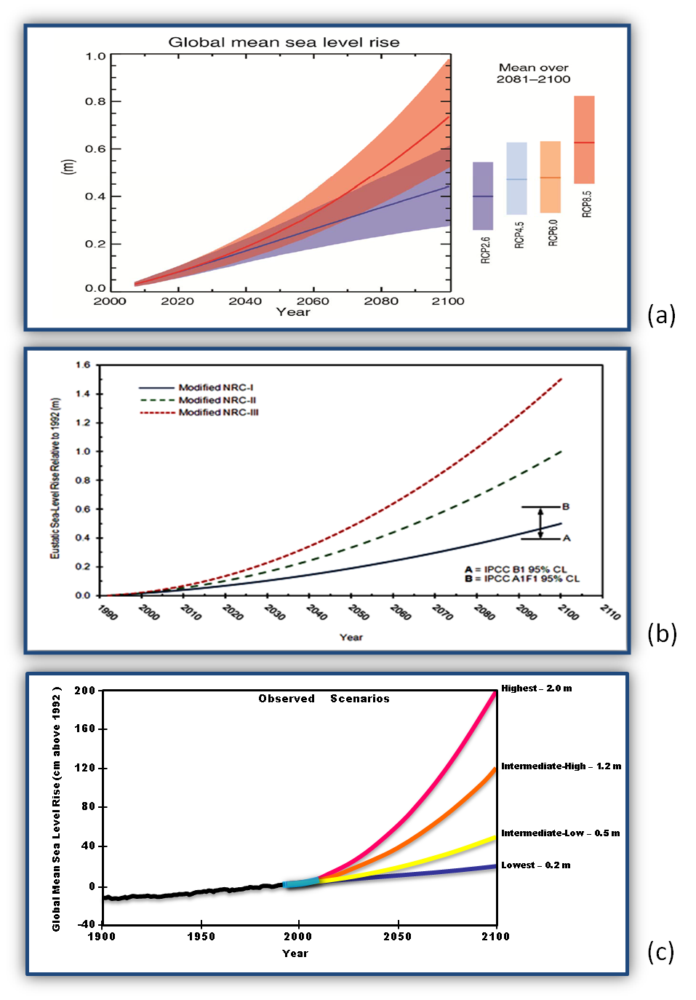 Global mean sea level rise
1.0
0.8
0.6
0.4
0.2
0.0
(m)
2000 2020 2040 2060 2080 2100
Year
Mean over
2081–2100
RCP2.6
RCP4.5
RCP6.0
RCP8.5
(a)
Eustatic Sea-Level Rise Relative to 1992 (m)
1.6
1.4
1.2
1.0
0.8
0.6
0.4
0.2
0.0
Modified NRC-I
Modified NRC-II
Modified NRC-III
B
A
A = IPCC B1 95% CL
B = IPCC A1F1 95% CL
1990 2000 2010 2020 2030 2040 2050 2060 2070 2080 2090 2100 2110
Year
(b)
Global Mean Sea Level Rise (cm above 1992 )
200
160
120
80
40
0
-40
Observed Scenarios
Highest – 2.0 m
Intermediate-High – 1.2 m
Intermediate-Low – 0.5 m
Lowest – 0.2 m
1900 1950 2000 2050 2100
Year
(c)